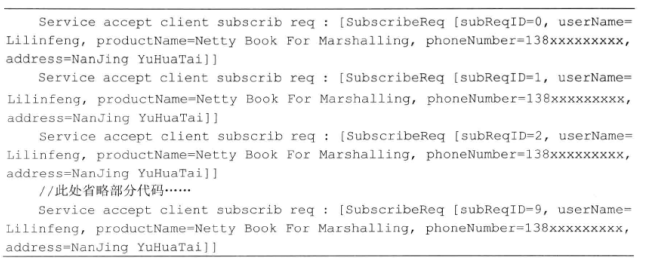 Service accept client subscrib req : [SubscribeReq [subReqID=0, userName=
Lilinfeng, productName=Netty Book For Marshalling, phoneNumber=138xxxxxxxxx,
address=NanJing YuHuaTai]]
Service accept client subscrib req : [SubscribeReq [subReqID=1, userName=
Lilinfeng, productName=Netty Book For Marshalling, phoneNumber=138xxxxxxxxx,
address=NanJing YuHuaTai]]
Service accept client subscrib req : [SubscribeReq [subReqID=2, userName=
Lilinfeng, productName=Netty Book For Marshalling, phoneNumber=138xxxxxxxxx,
address=NanJing YuHuaTai]]
//此处省略部分代码……
Service accept client subscrib req : [SubscribeReq [subReqID=9, userName=
Lilinfeng, productName=Netty Book For Marshalling, phoneNumber=138xxxxxxxxx,
address=NanJing YuHuaTai]]